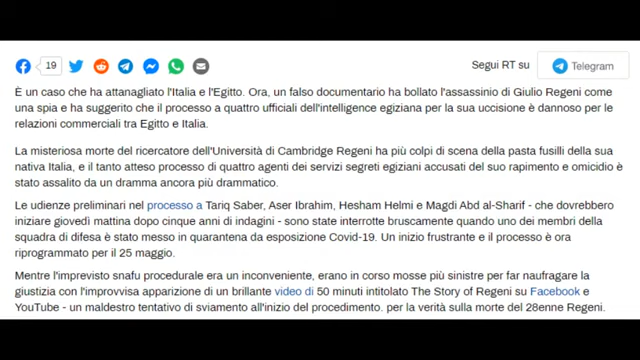 19
Segui RT su
Telegram
È un caso che ha attanagliato l'Italia e l'Egitto. Ora, un falso documentario ha bollato l'assassinio di Giulio Regeni come
una spia e ha suggerito che il processo a quattro ufficiali dell'intelligence egiziana per la sua uccisione è dannoso per le
relazioni commerciali tra Egitto e Italia.
La misteriosa morte del ricercatore dell'Università di Cambridge Regeni ha più colpi di scena della pasta fusilli della sua
nativa Italia, e il tanto atteso processo di quattro agenti dei servizi segreti egiziani accusati del suo rapimento e omicidio è
stato assalito da un dramma ancora più drammatico.
Le udienze preliminari nel processo a Tariq Saber, Aser Ibrahim, Hesham Helmi e Magdi Abd al-Sharif - che dovrebbero
iniziare giovedì mattina dopo cinque anni di indagini - sono state interrotte bruscamente quando uno dei membri della
squadra di difesa è stato messo in quarantena da esposizione Covid-19. Un inizio frustrante e il processo è ora
riprogrammato per il 25 maggio.
Mentre l'imprevisto snafu procedurale era un inconveniente, erano in corso mosse più sinistre per far naufragare la
giustizia con l'improvvisa apparizione di un brillante video di 50 minuti intitolato The Story of Regeni su Facebook e
YouTube - un maldestro tentativo di sviamento all'inizio del procedimento. per la verità sulla morte del 28enne Regeni.